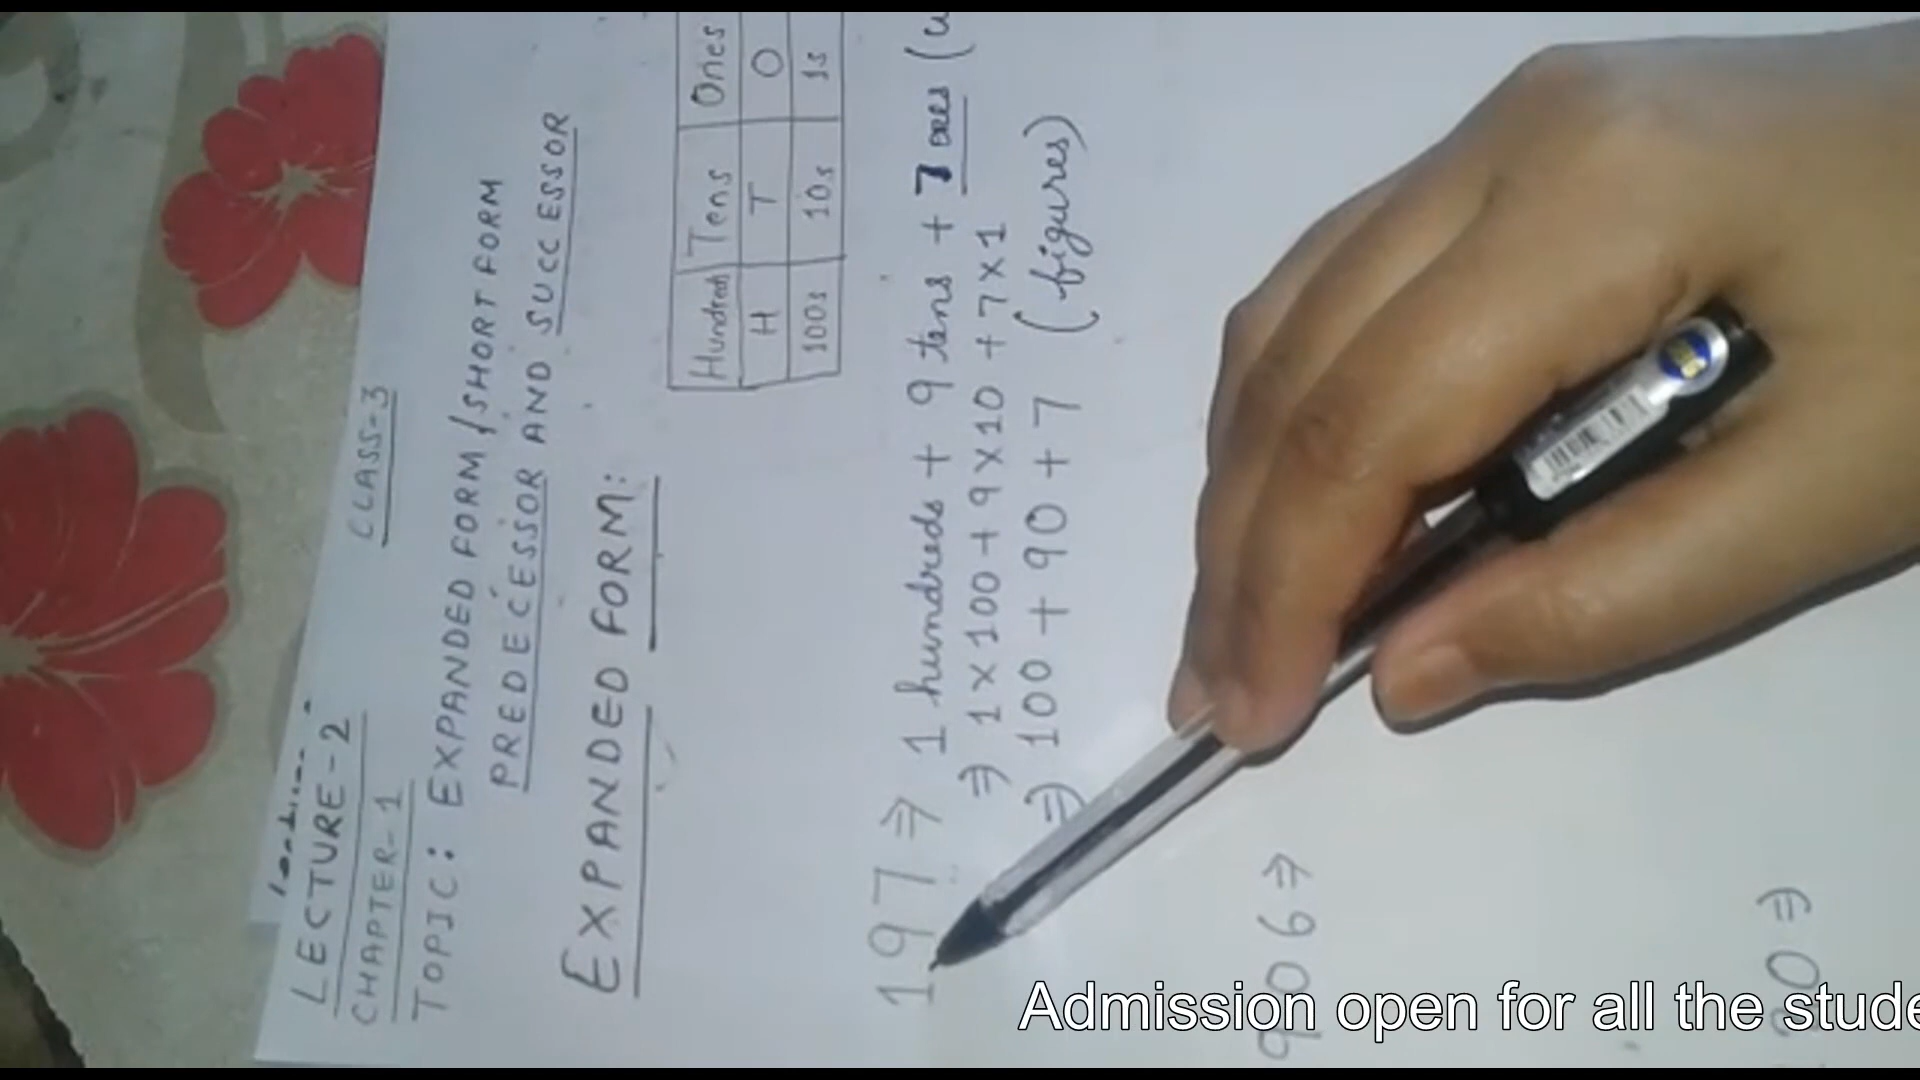 LECTURE-2
CLASS-3
CHAPTER-1
TOPIC: EXPANDED FORM/SHORT FORM
PREDECESSOR AND SUCCESSOR
EXPANDED FORM:
Hundreds Tens Ones
H T O
100s 10s 1s
197 ⇒ 1 hundreds + 9 tens + 7 ones
⇒ 1×100 + 9×10 + 7×1
⇒ 100 + 90 + 7 (figures)
906 ⇒
Admission open for all the